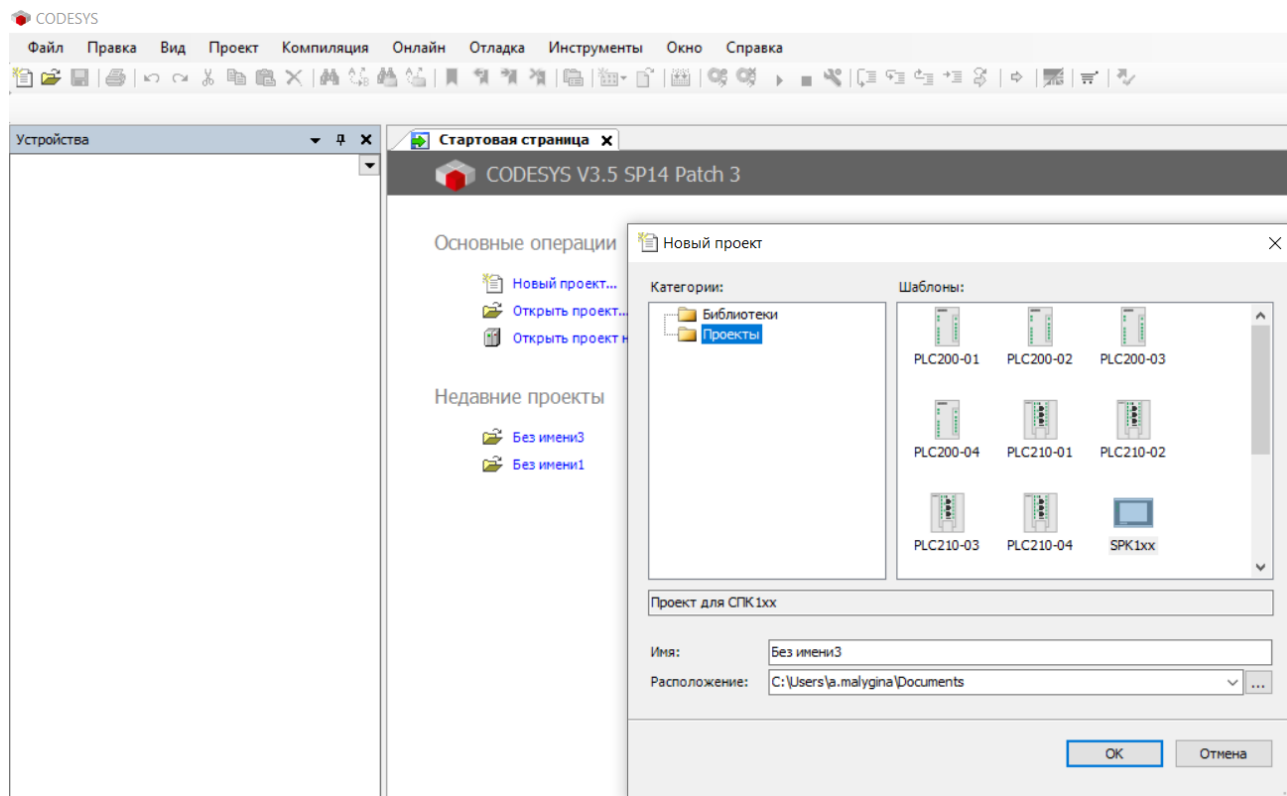 CODESYS
Файл Правка Вид Проект Компиляция Онлайн Отладка Инструменты Окно Справка
Устройства
Стартовая страница
CODESYS V3.5 SP14 Patch 3
Основные операции
Новый проект...
Открыть проект...
Открыть проект
Недавние проекты
Без имени3
Без имени1
Новый проект
Категории:
Библиотеки
Проекты
Шаблоны:
PLC200-01 PLC200-02 PLC200-03
PLC200-04 PLC210-01 PLC210-02
PLC210-03 PLC210-04 SPK1xx
Проект для СПК1xx
Имя: Без имени3
Расположение: C:\Users\a.malygina\Documents
...
OK Отмена